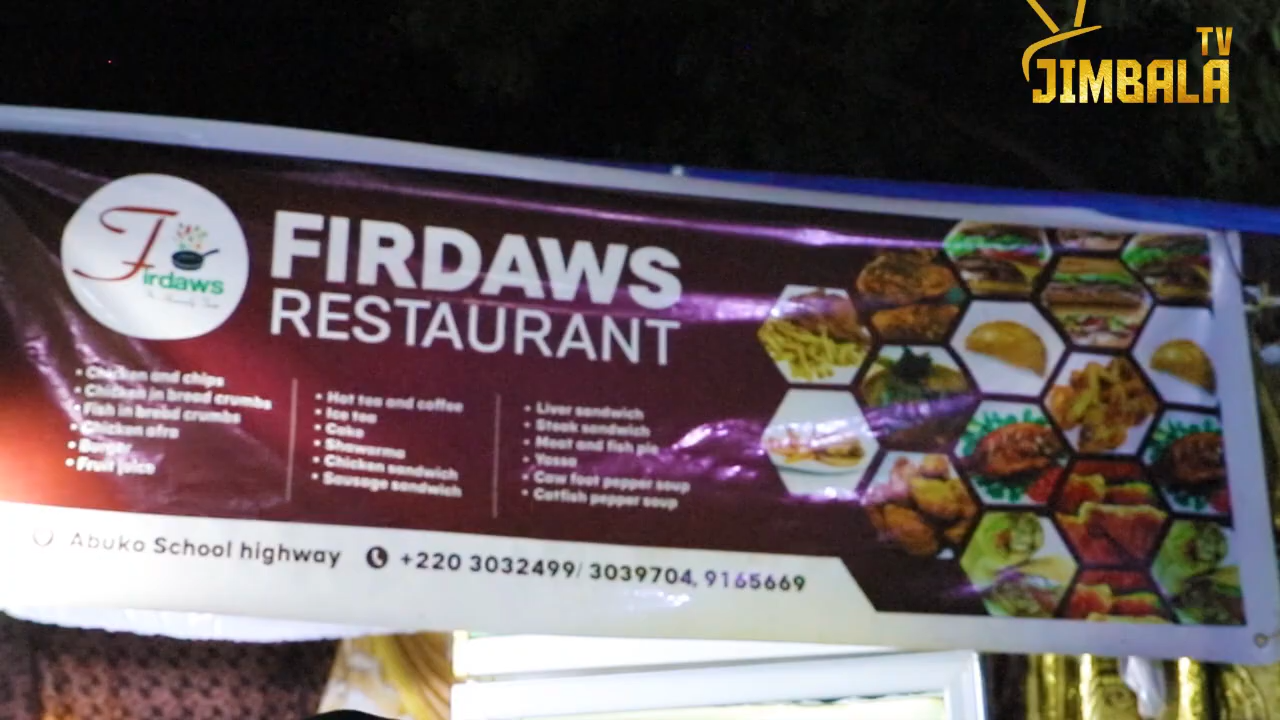 TV
JIMBALA
Firdaws
FIRDAWS
RESTAURANT
• Chicken and chips
• Chicken in bread crumbs
• Fish in bread crumbs
• Chicken afra
• Burger
• Fruit juice
• Hot tea and coffee
• Ice tea
• Cake
• Shawarma
• Chicken sandwich
• Sausage sandwich
• Liver sandwich
• Steak sandwich
• Meat and fish pie
• Yassa
• Cow foot pepper soup
• Catfish pepper soup
Abuko School highway
+220 3032499/ 3039704, 9165669